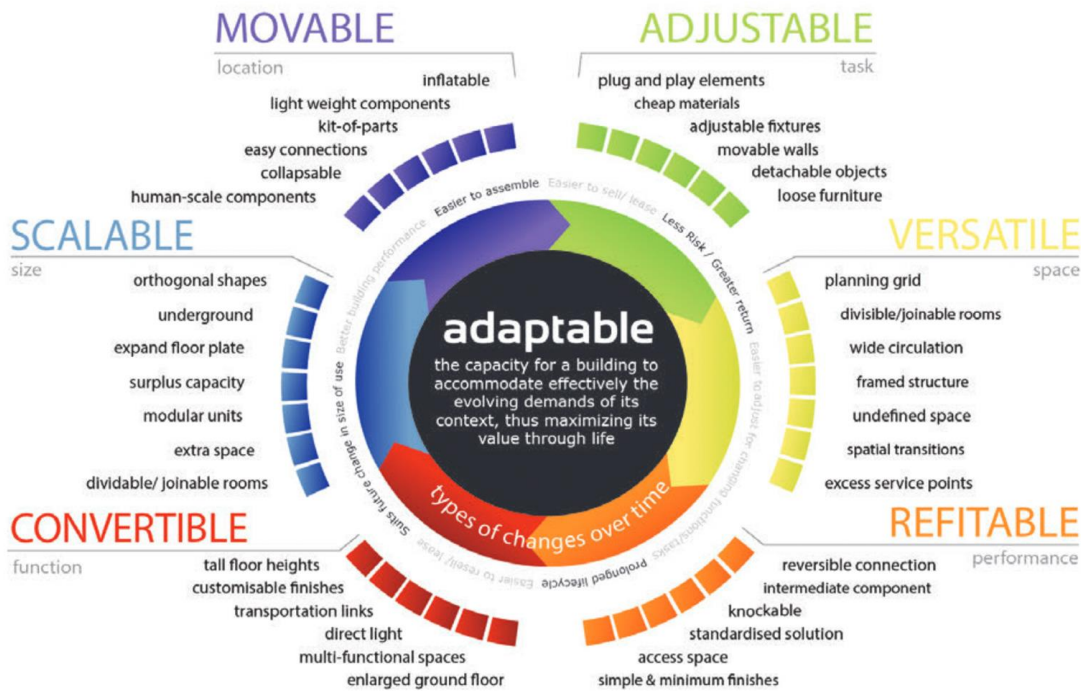 MOVABLE
location
inflatable
light weight components
kit-of-parts
easy connections
collapsable
human-scale components
ADJUSTABLE
task
plug and play elements
cheap materials
adjustable fixtures
movable walls
detachable objects
loose furniture
SCALABLE
size
orthogonal shapes
underground
expand floor plate
surplus capacity
modular units
extra space
dividable/ joinable rooms
VERSATILE
space
planning grid
divisible/joinable rooms
wide circulation
framed structure
undefined space
spatial transitions
excess service points
CONVERTIBLE
function
tall floor heights
customisable finishes
transportation links
direct light
multi-functional spaces
enlarged ground floor
REFITABLE
performance
reversible connection
intermediate component
knockable
standardised solution
access space
simple & minimum finishes
Easier to assemble
Easier to sell/ lease
Less Risk / Greater return
Easier to adjust for changing functions/tasks
Prolonged lifecycle
Easier to resell/ lease
Suits future change in size of use
Better building performance
adaptable
the capacity for a building to
accommodate effectively the
evolving demands of its
context, thus maximizing its
value through life
types of changes over time